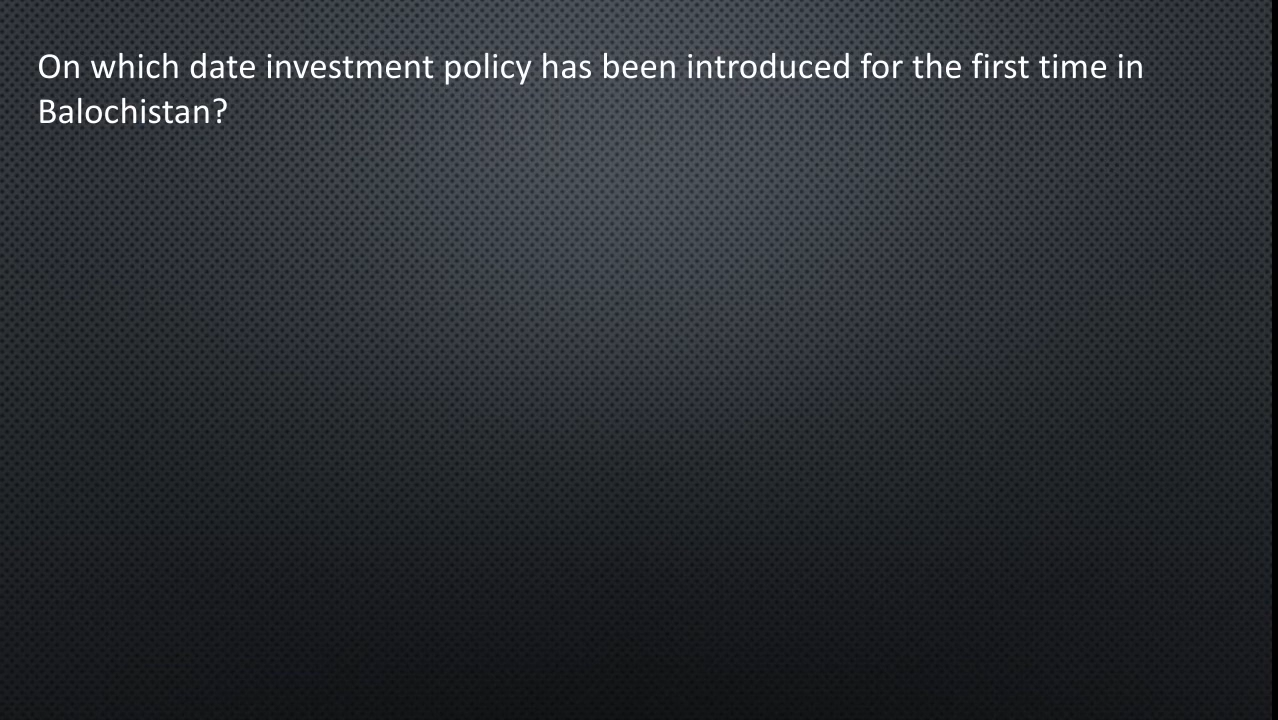 On which date investment policy has been introduced for the first time in
Balochistan?